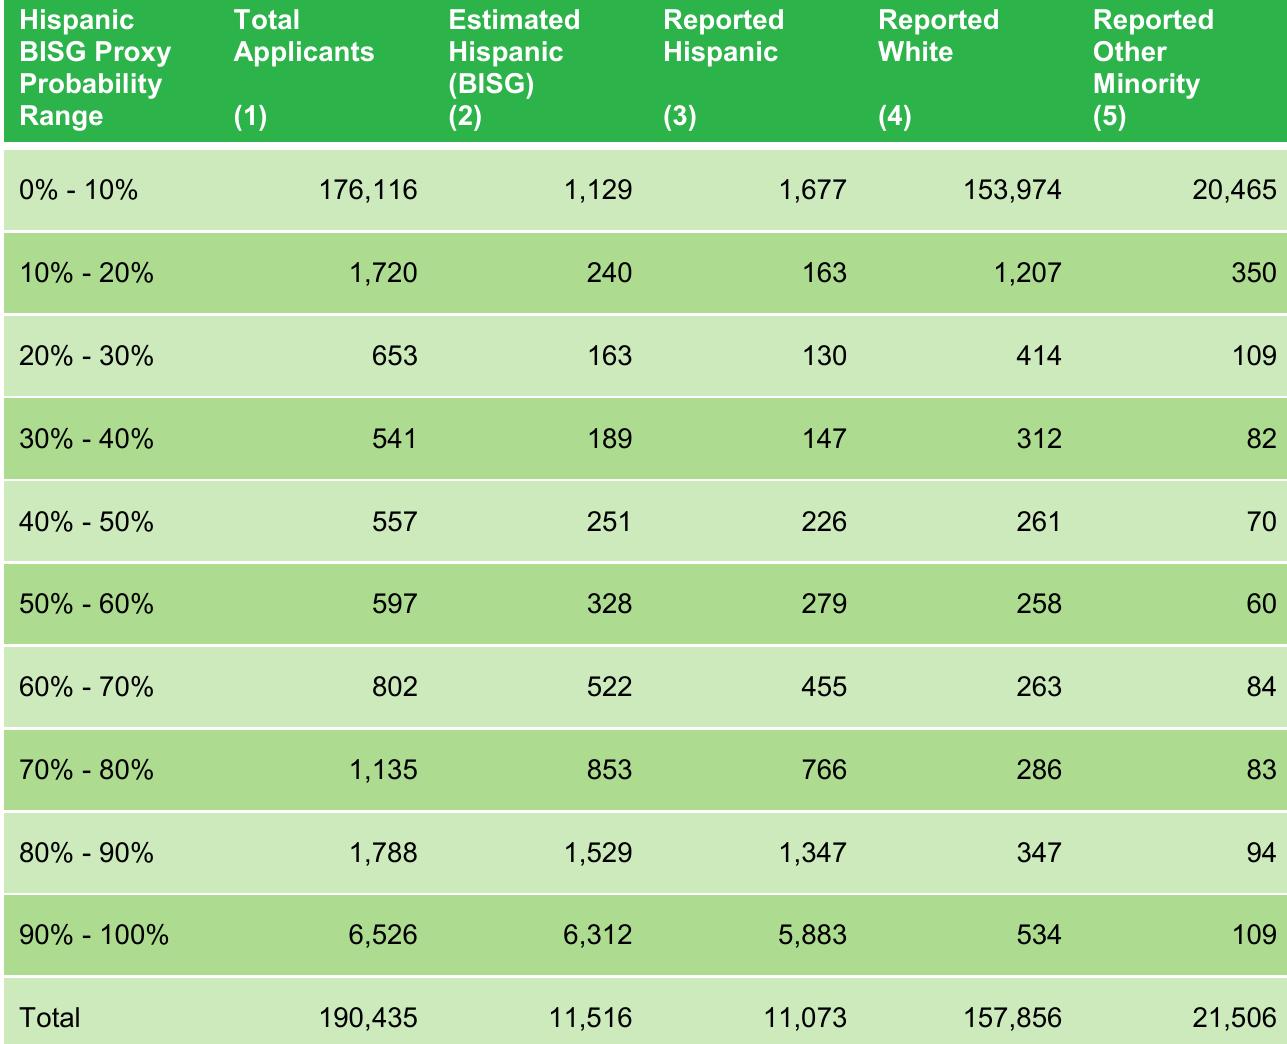 Hispanic BISG Proxy Probability Range | Total Applicants (1) | Estimated Hispanic (BISG) (2) | Reported Hispanic (3) | Reported White (4) | Reported Other Minority (5)
0% - 10% 176,116 1,129 1,677 153,974 20,465
10% - 20% 1,720 240 163 1,207 350
20% - 30% 653 163 130 414 109
30% - 40% 541 189 147 312 82
40% - 50% 557 251 226 261 70
50% - 60% 597 328 279 258 60
60% - 70% 802 522 455 263 84
70% - 80% 1,135 853 766 286 83
80% - 90% 1,788 1,529 1,347 347 94
90% - 100% 6,526 6,312 5,883 534 109
Total 190,435 11,516 11,073 157,856 21,506